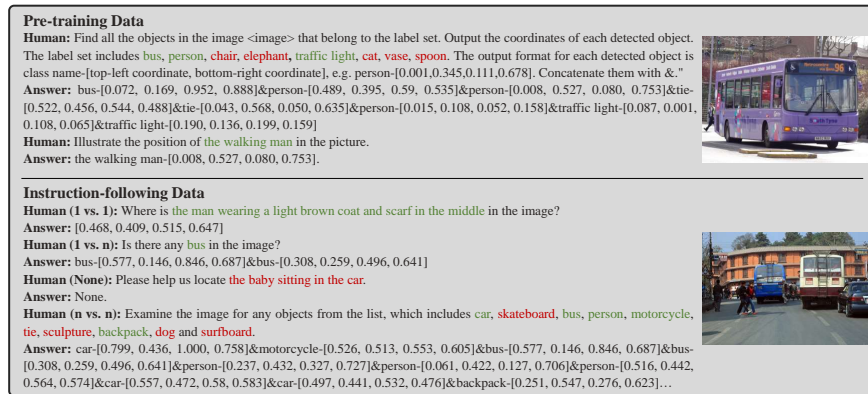 Pre-training Data
Human: Find all the objects in the image <image> that belong to the label set. Output the coordinates of each detected object.
The label set includes bus, person, chair, elephant, traffic light, cat, vase, spoon. The output format for each detected object is
class name-[top-left coordinate, bottom-right coordinate], e.g. person-[0.001,0.345,0.111,0.678]. Concatenate them with &."
Answer: bus-[0.072, 0.169, 0.952, 0.888]&person-[0.489, 0.395, 0.59, 0.535]&person-[0.008, 0.527, 0.080, 0.753]&tie-
[0.522, 0.456, 0.544, 0.488]&tie-[0.043, 0.568, 0.050, 0.635]&person-[0.015, 0.108, 0.052, 0.158]&traffic light-[0.087, 0.001,
0.108, 0.065]&traffic light-[0.190, 0.136, 0.199, 0.159]
Human: Illustrate the position of the walking man in the picture.
Answer: the walking man-[0.008, 0.527, 0.080, 0.753].
96
Instruction-following Data
Human (1 vs. 1): Where is the man wearing a light brown coat and scarf in the middle in the image?
Answer: [0.468, 0.409, 0.515, 0.647]
Human (1 vs. n): Is there any bus in the image?
Answer: bus-[0.577, 0.146, 0.846, 0.687]&bus-[0.308, 0.259, 0.496, 0.641]
Human (None): Please help us locate the baby sitting in the car.
Answer: None.
Human (n vs. n): Examine the image for any objects from the list, which includes car, skateboard, bus, person, motorcycle,
tie, sculpture, backpack, dog and surfboard.
Answer: car-[0.799, 0.436, 1.000, 0.758]&motorcycle-[0.526, 0.513, 0.553, 0.605]&bus-[0.577, 0.146, 0.846, 0.687]&bus-
[0.308, 0.259, 0.496, 0.641]&person-[0.237, 0.432, 0.327, 0.727]&person-[0.061, 0.422, 0.127, 0.706]&person-[0.516, 0.442,
0.564, 0.574]&car-[0.557, 0.472, 0.58, 0.583]&car-[0.497, 0.441, 0.532, 0.476]&backpack-[0.251, 0.547, 0.276, 0.623]…